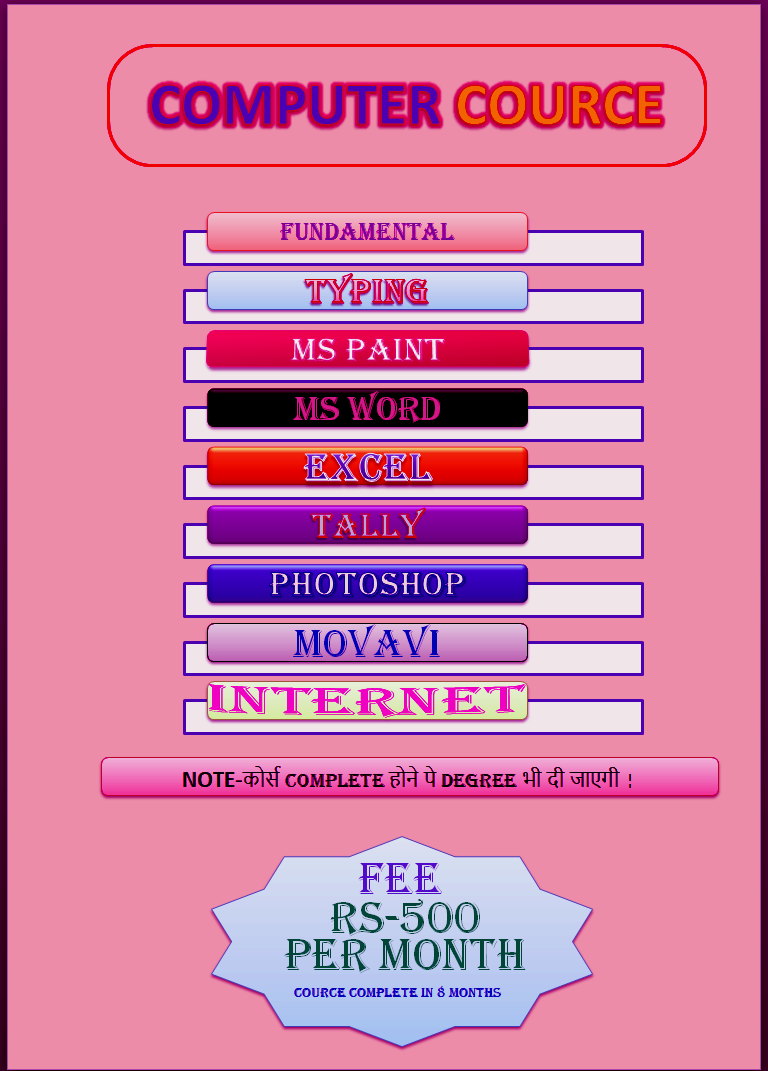 COMPUTER COURCE
FUNDAMENTAL
TYPING
MS PAINT
MS WORD
EXCEL
TALLY
PHOTOSHOP
MOVAVI
INTERNET
NOTE-कोर्स COMPLETE होने पे DEGREE भी दी जाएगी !
FEE
RS-500
PER MONTH
COURCE COMPLETE IN 8 MONTHS